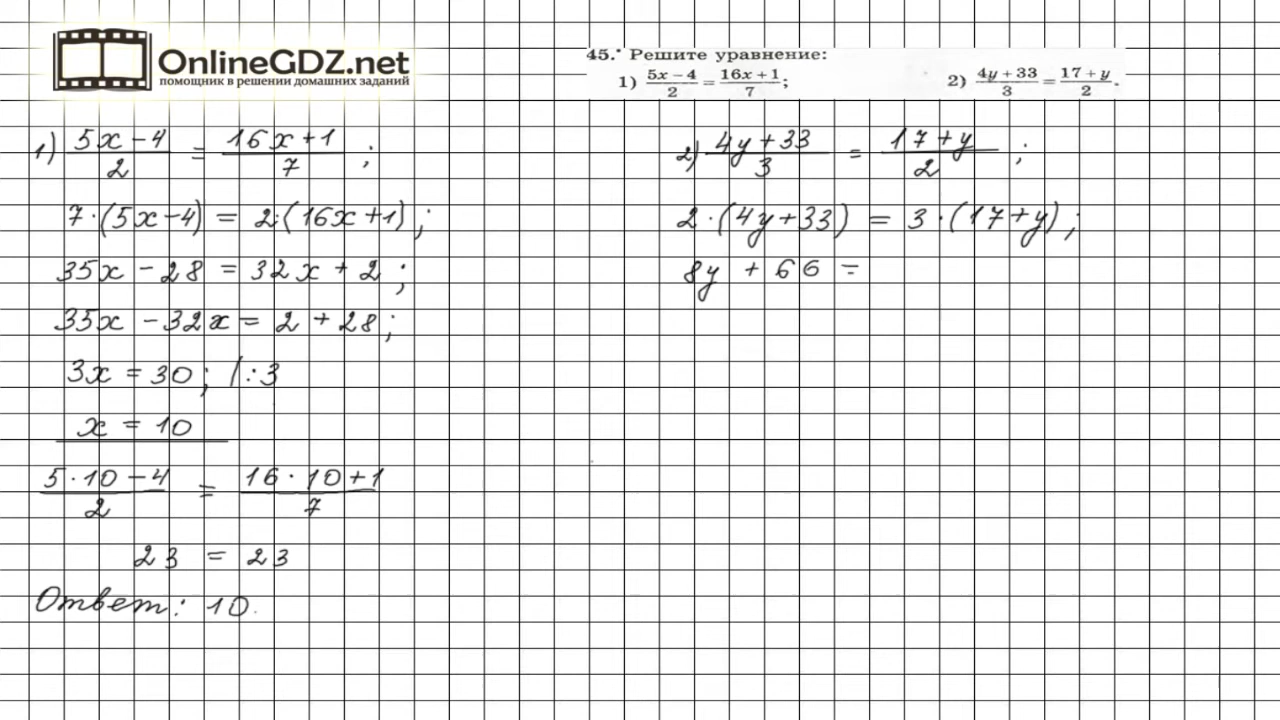 OnlineGDZ.net
помощник в решении домашних заданий
45.• Решите уравнение:
1) (5x – 4)/2 = (16x + 1)/7;
2) (4y + 33)/3 = (17 + y)/2.
1) (5x – 4)/2 = (16x + 1)/7 ;
7·(5x–4) = 2·(16x+1) ;
35x – 28 = 32x + 2 ;
35x – 32x = 2 + 28 ;
3x = 30 ; /:3
x = 10
(5·10 – 4)/2 = (16·10 + 1)/7
23 = 23
Ответ: 10.
2) (4y + 33)/3 = (17 + y)/2 ;
2·(4y+33) = 3·(17+y) ;
8y + 66 =